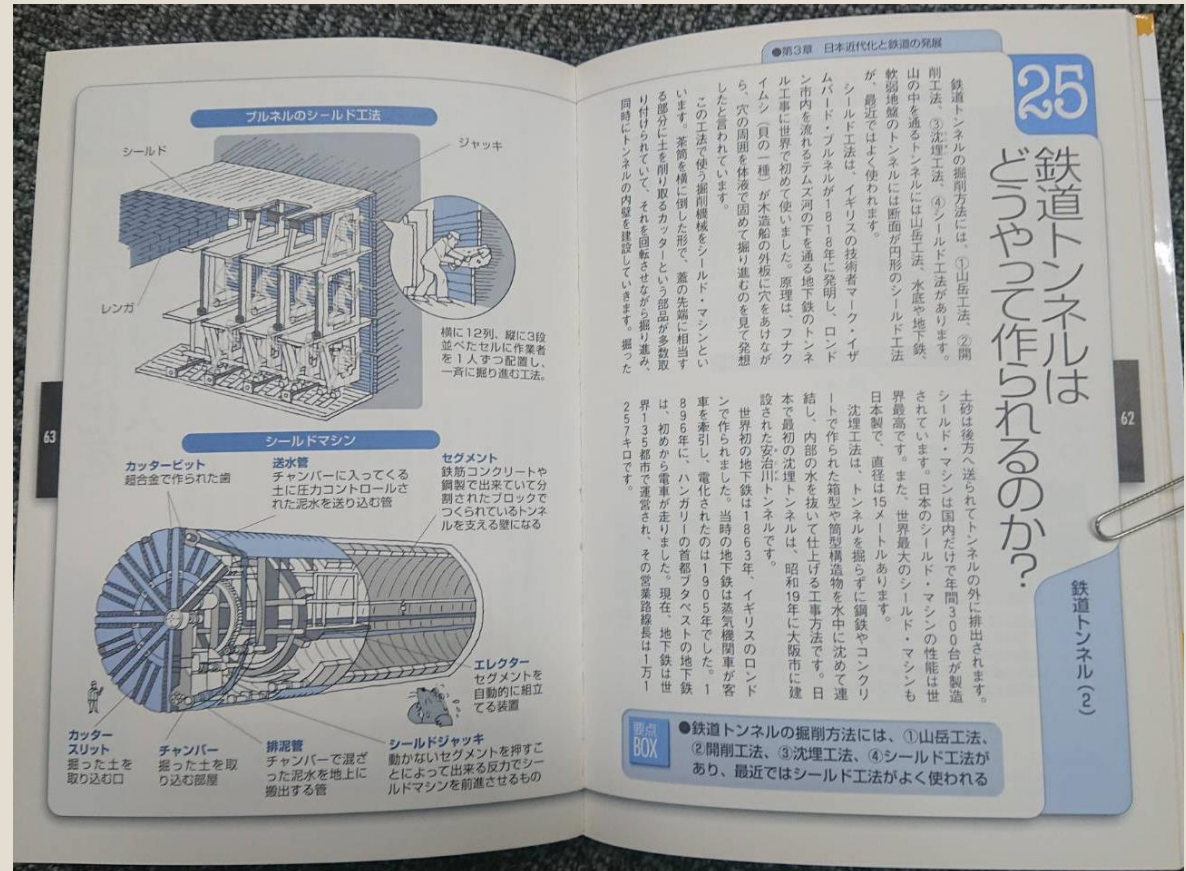 ●第3章　日本近代化と鉄道の発展
25
鉄道トンネルは
どうやって作られるのか？
鉄道トンネル(2)
62
鉄道トンネルの掘削方法には、①山岳工法、②開
削工法、③沈埋工法、④シールド工法があります。
山の中を通るトンネルには山岳工法、水底や地下鉄、
軟弱地盤のトンネルには断面が円形のシールド工法
が、最近ではよく使われます。
シールド工法は、イギリスの技術者マーク・イザ
ムバード・ブルネルが1818年に発明し、ロンド
ン市内を流れるテムズ河の下を通る地下鉄のトンネ
ル工事に世界で初めて使いました。原理は、フナク
イムシ（貝の一種）が木造船の外板に穴をあけなが
ら、穴の周囲を体液で固めて掘り進むのを見て発想
したと言われています。
この工法で使う掘削機械をシールド・マシンとい
います。茶筒を横に倒した形で、蓋の先端に相当す
る部分に土を削り取るカッターという部品が多数取
り付けられていて、それを回転させながら掘り進み、
同時にトンネルの内壁を建設していきます。掘った
土砂は後方へ送られてトンネルの外に排出されます。
シールド・マシンは国内だけで年間300台が製造
されています。日本のシールド・マシンの性能は世
界最高です。また、世界最大のシールド・マシンも
日本製で、直径は15メートルあります。
沈埋工法は、トンネルを掘らずに鋼鉄やコンクリ
ートで作られた箱型や筒型構造物を水中に沈めて連
結し、内部の水を抜いて仕上げる工事方法です。日
本で最初の沈埋トンネルは、昭和19年に大阪市に建
設された安治川トンネルです。
世界初の地下鉄は1863年、イギリスのロンド
ンで作られました。当時の地下鉄は蒸気機関車が客
車を牽引し、電化されたのは1905年でした。1
896年に、ハンガリーの首都ブタペストの地下鉄
は、初めから電車が走りました。現在、地下鉄は世
界135都市で運営され、その営業路線長は1万1
257キロです。
要点
BOX
●鉄道トンネルの掘削方法には、①山岳工法、
②開削工法、③沈埋工法、④シールド工法が
あり、最近ではシールド工法がよく使われる
ブルネルのシールド工法
シールド
ジャッキ
レンガ
横に12列、縦に3段
並べたセルに作業者
を1人ずつ配置し、
一斉に掘り進む工法。
63
シールドマシン
カッタービット
超合金で作られた歯
送水管
チャンバーに入ってくる
土に圧力コントロールさ
れた泥水を送り込む管
セグメント
鉄筋コンクリートや
鋼製で出来ていて分
割されたブロックで
つくられているトンネ
ルを支える壁になる
エレクター
セグメントを
自動的に組立
てる装置
カッター
スリット
掘った土を
取り込む口
チャンバー
掘った土を取
り込む部屋
排泥管
チャンバーで混ざ
った泥水を地上に
搬出する管
シールドジャッキ
動かないセグメントを押すこ
とによって出来る反力でシー
ルドマシンを前進させるもの